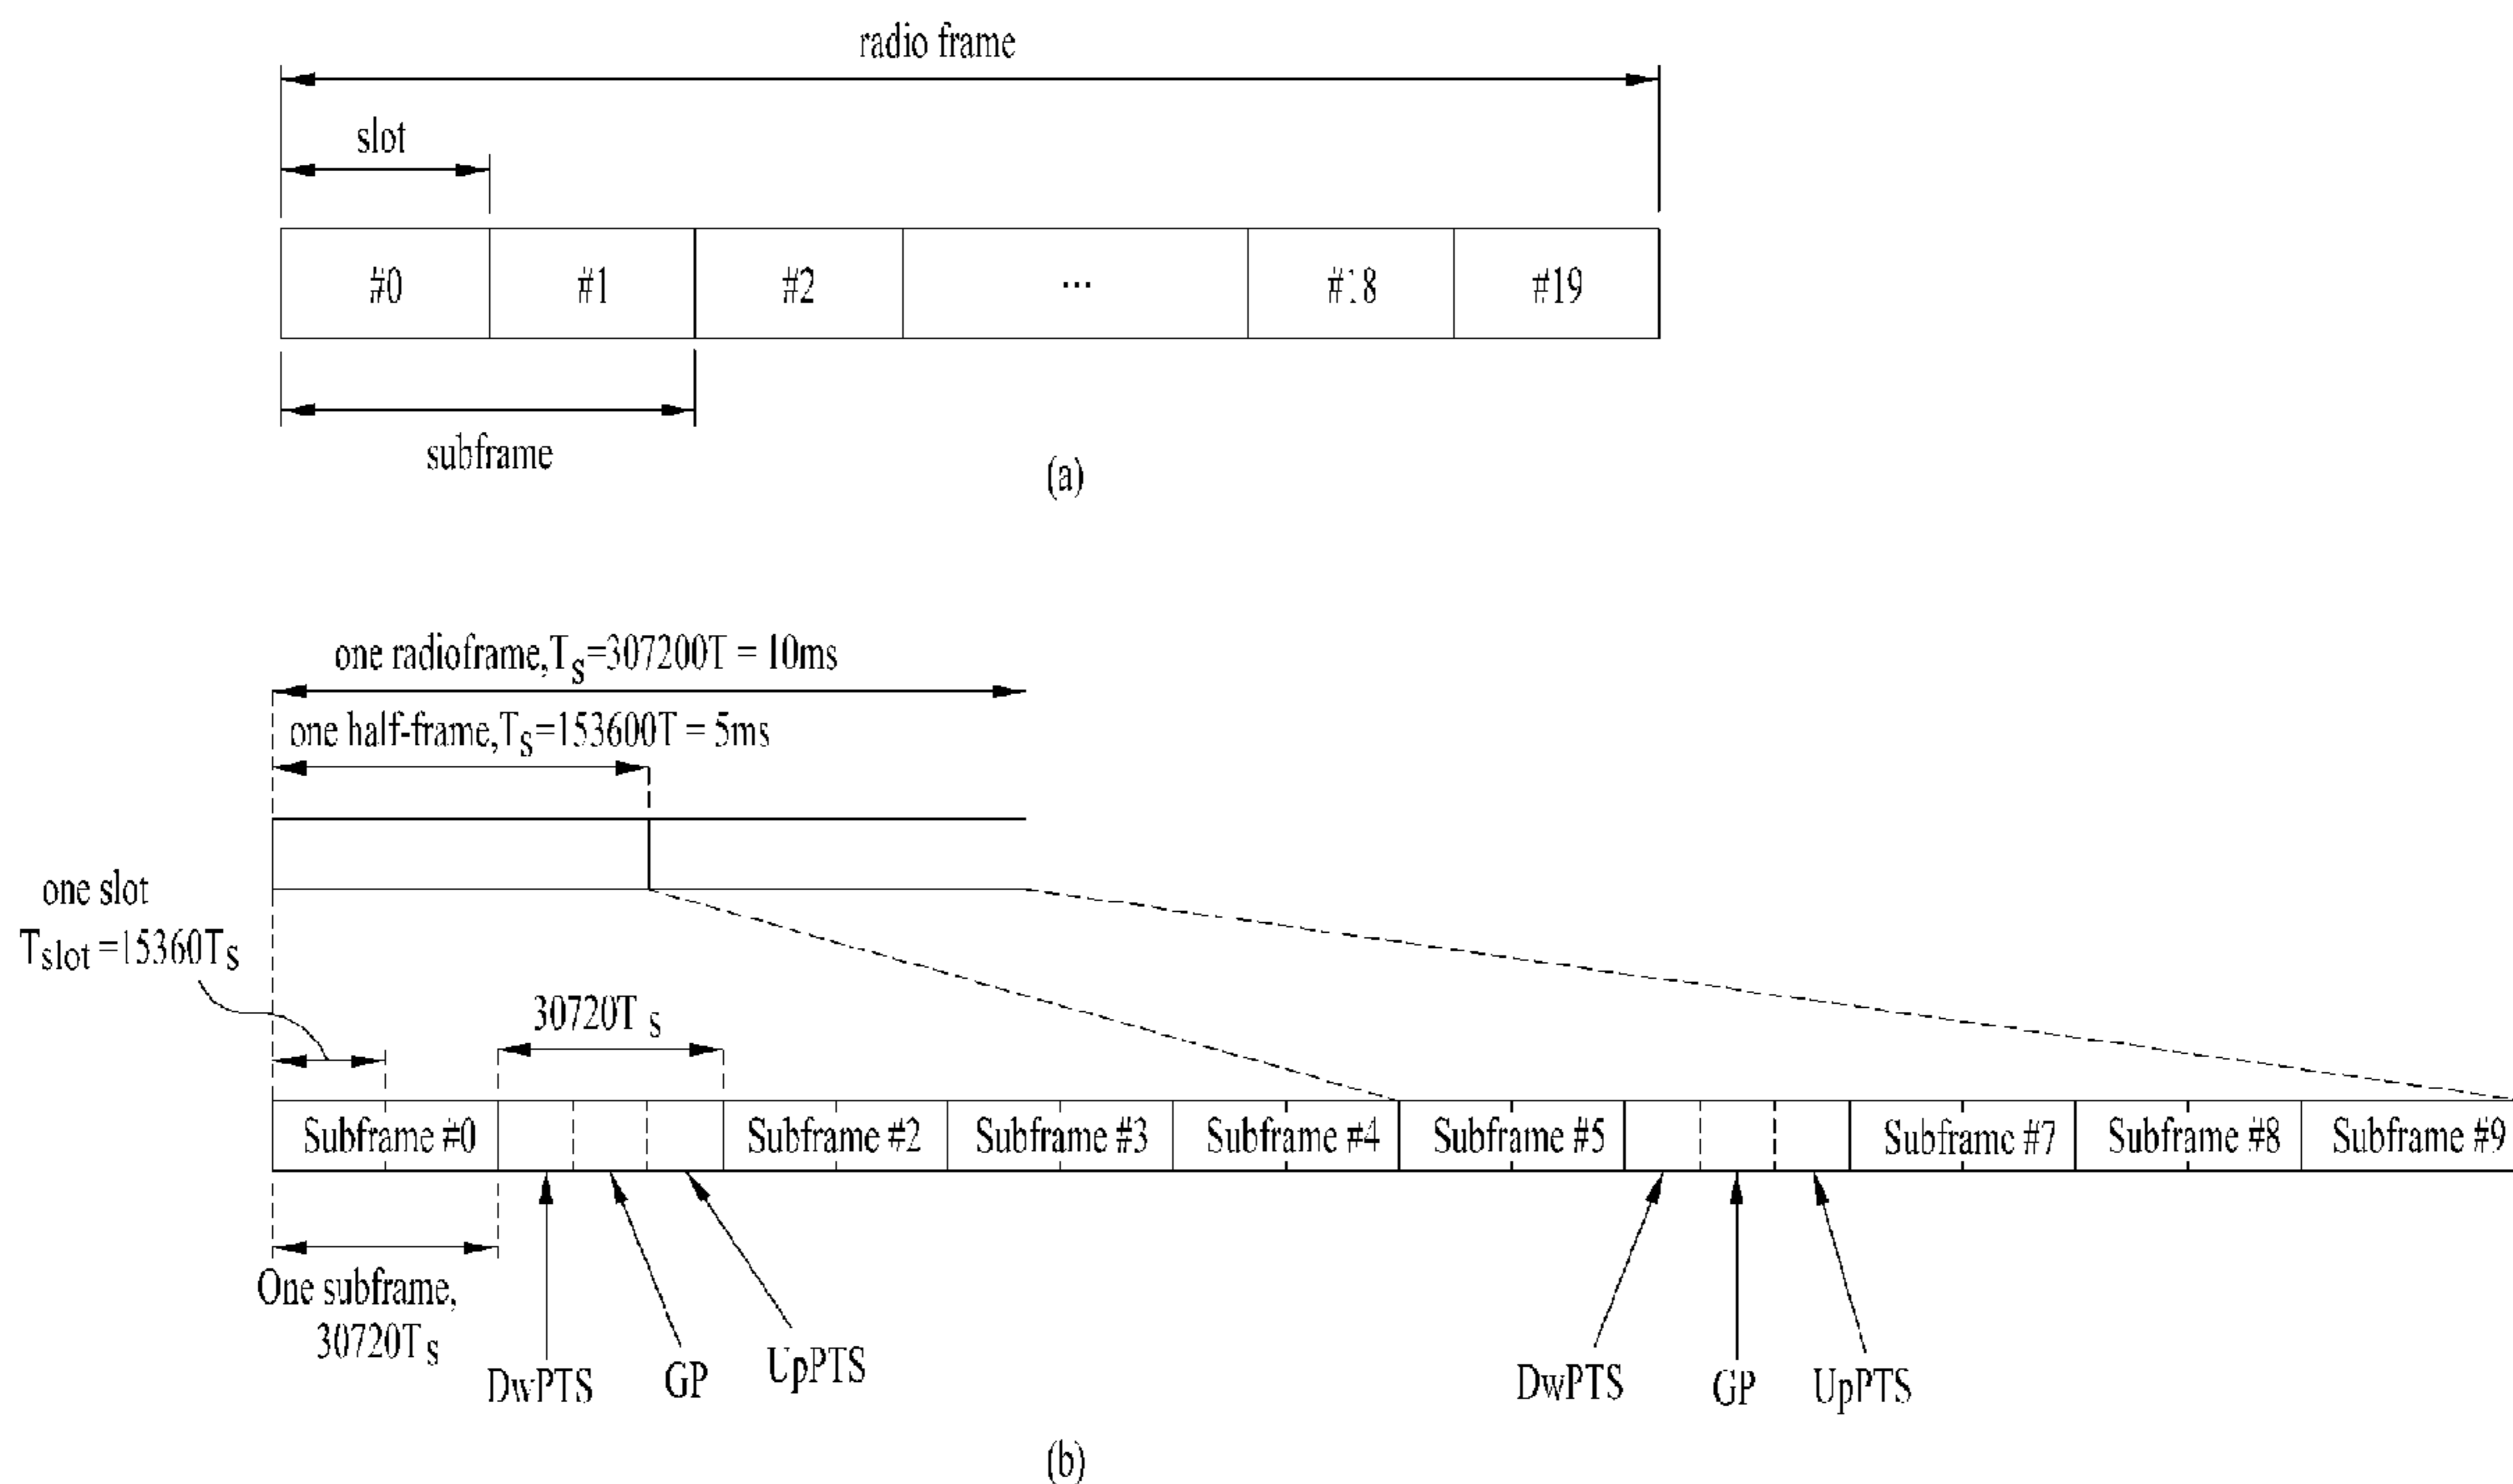 radio frame
slot
#0 #1 #2 ... #18 #19
subframe
(a)
one radioframe,Ts=307200T = 10ms
one half-frame,Ts=153600T = 5ms
one slot
Tslot =15360Ts
30720Ts
Subframe #0 Subframe #2 Subframe #3 Subframe #4 Subframe #5 Subframe #7 Subframe #8 Subframe #9
One subframe,
30720Ts
DwPTS GP UpPTS DwPTS GP UpPTS
(b)